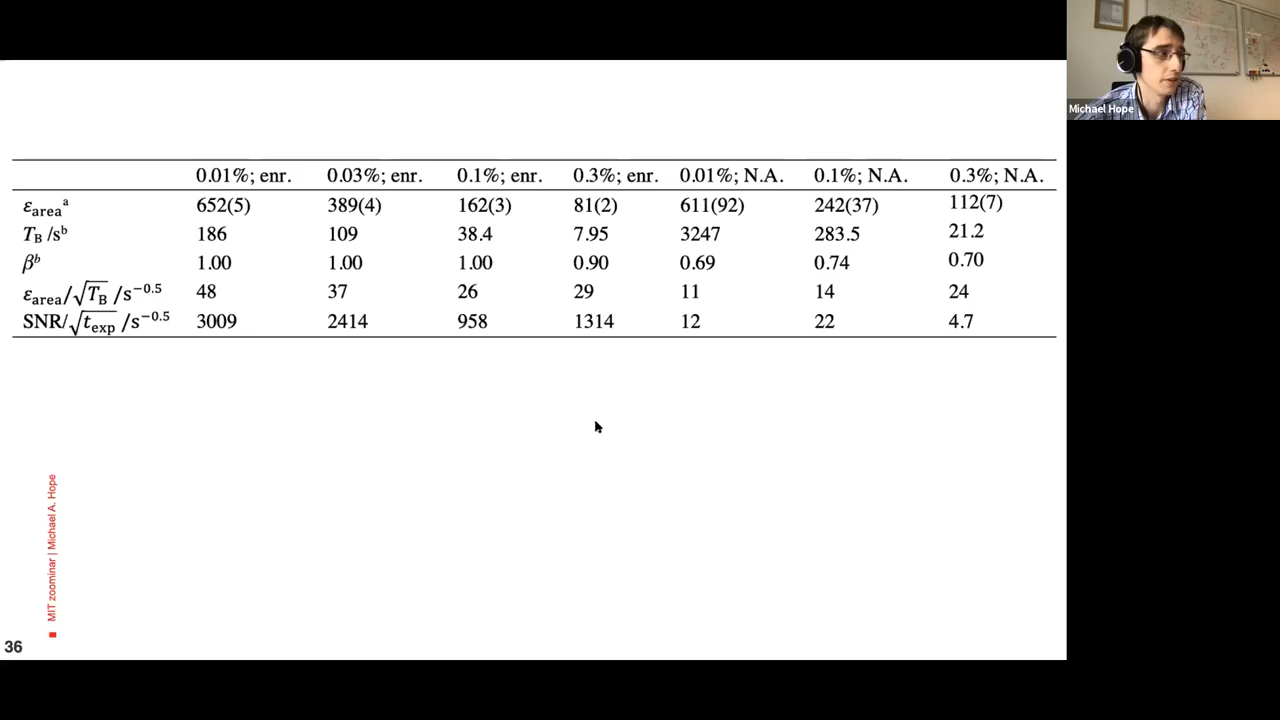 Michael Hope
0.01%; enr. 0.03%; enr. 0.1%; enr. 0.3%; enr. 0.01%; N.A. 0.1%; N.A. 0.3%; N.A.
ε_area^a 652(5) 389(4) 162(3) 81(2) 611(92) 242(37) 112(7)
T_B /s^b 186 109 38.4 7.95 3247 283.5 21.2
β^b 1.00 1.00 1.00 0.90 0.69 0.74 0.70
ε_area/√T_B /s^−0.5 48 37 26 29 11 14 24
SNR/√t_exp /s^−0.5 3009 2414 958 1314 12 22 4.7
MIT zoominar | Michael A. Hope
36